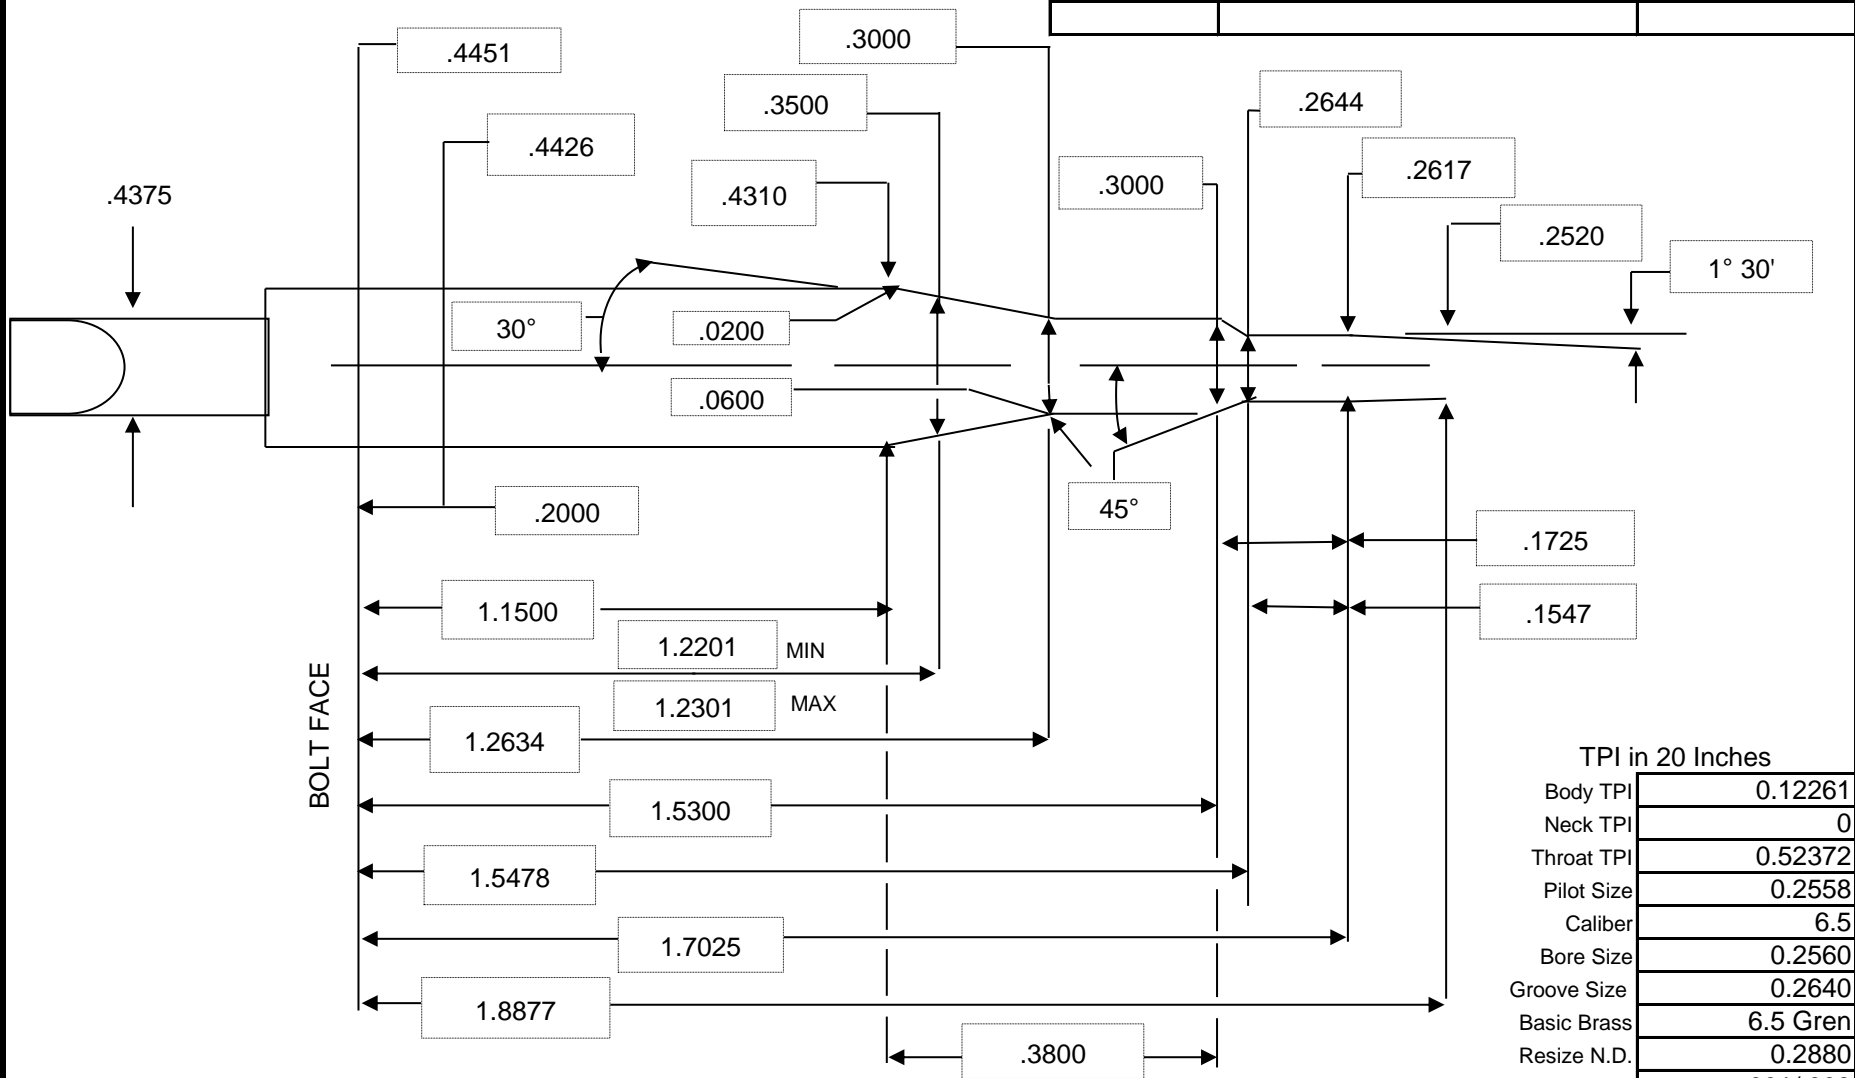 .4451
.3000
.3500
.2644
.4426
.2617
.4375
.4310
.3000
.2520
1° 30'
30°
.0200
.0600
45°
.2000
.1725
1.1500
.1547
1.2201 MIN
1.2301 MAX
BOLT FACE
1.2634
1.5300
1.5478
1.7025
1.8877
.3800
TPI in 20 Inches
Body TPI 0.12261
Neck TPI 0
Throat TPI 0.52372
Pilot Size 0.2558
Caliber 6.5
Bore Size 0.2560
Groove Size 0.2640
Basic Brass 6.5 Gren
Resize N.D. 0.2880